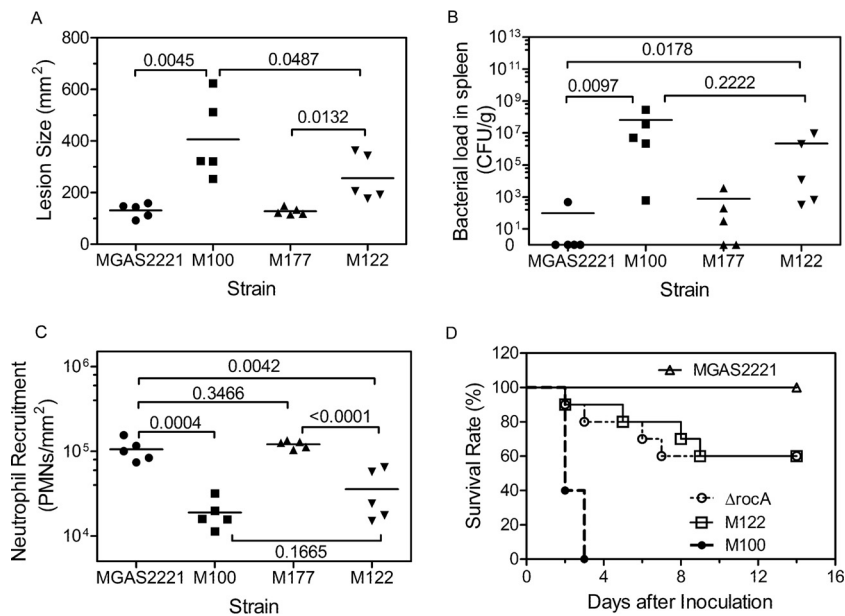 A
Lesion Size (mm²)
800
600
400
200
0
0.0045
0.0487
0.0132
MGAS2221 M100 M177 M122
Strain
B
Bacterial load in spleen
(CFU/g)
10¹³
10¹¹
10⁹
10⁷
10⁵
10³
10¹
0
0.0178
0.0097
0.2222
MGAS2221 M100 M177 M122
Strain
C
Neutrophil Recruitment
(PMNs/mm²)
10⁶
10⁵
10⁴
0.0042
0.3466
0.0004
<0.0001
0.1665
MGAS2221 M100 M177 M122
Strain
D
Survival Rate (%)
120
100
80
60
40
20
0
MGAS2221
ΔrocA
M122
M100
0 4 8 12 16
Days after Inoculation